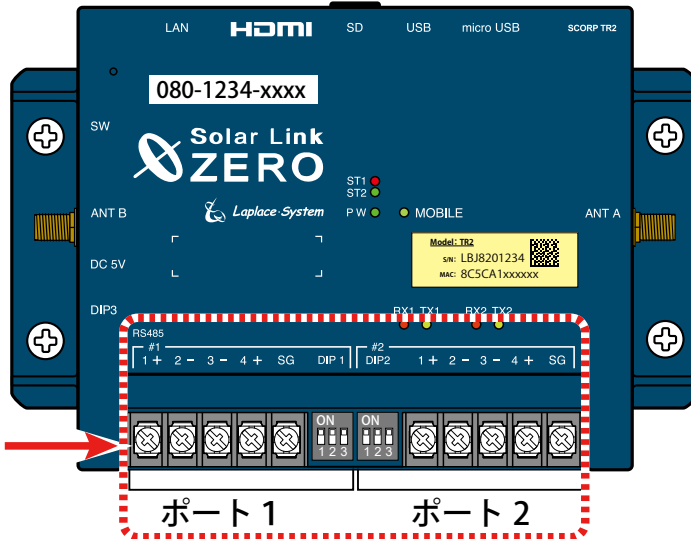 LAN HDMI SD USB micro USB SCORP TR2
080-1234-xxxx
SW
Solar Link
ZERO
ST1
ST2
Laplace System
PW MOBILE
ANT B
ANT A
Model: TR2
S/N: LBJ8201234
MAC: 8C5CA1xxxxxx
DC 5V
DIP3
RX1 TX1 RX2 TX2
RS485
#1 #2
1 + 2 − 3 − 4 + SG DIP 1 DIP2 1 + 2 − 3 − 4 + SG
ON ON
1 2 3 1 2 3
ポート 1 ポート 2